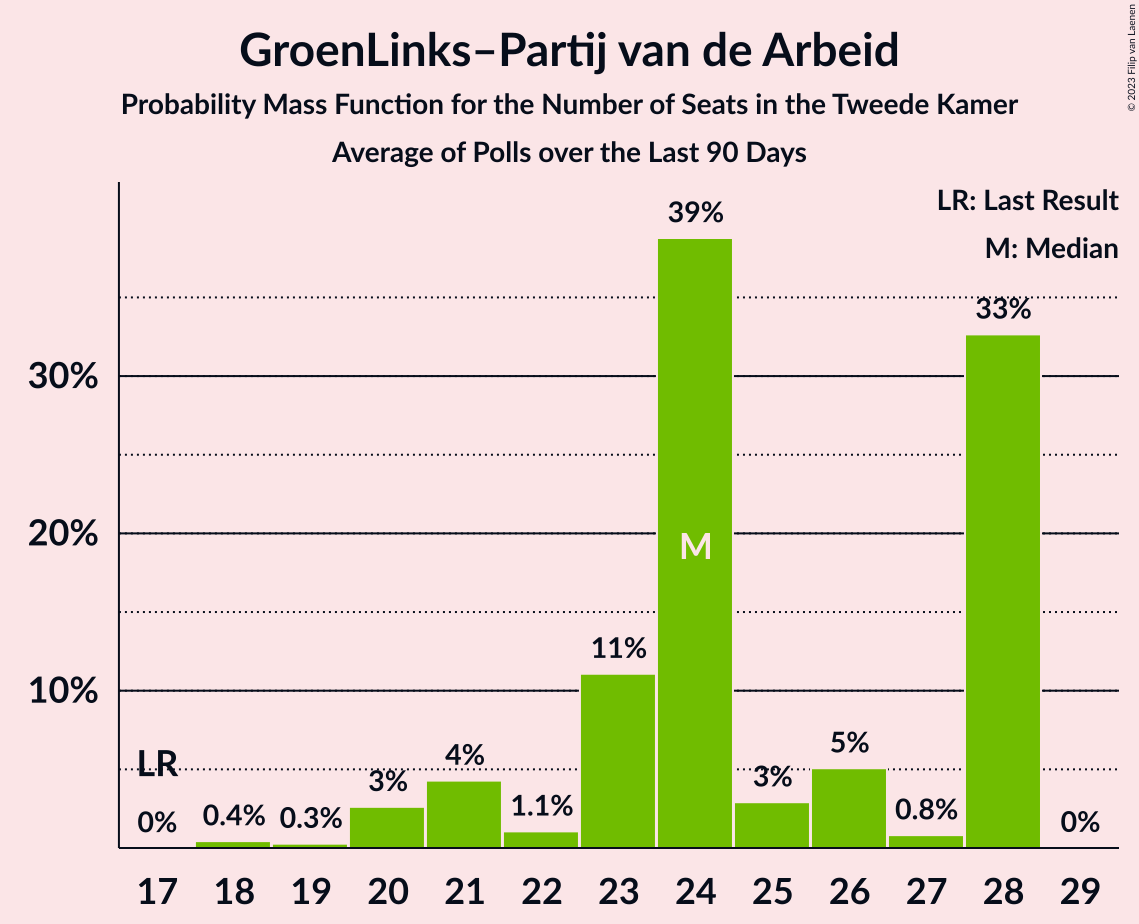 GroenLinks–Partij van de Arbeid
Probability Mass Function for the Number of Seats in the Tweede Kamer
Average of Polls over the Last 90 Days
© 2023 Filip van Laenen
LR: Last Result
M: Median
39%
33%
30%
20%
M
11%
10%
LR
4%
5%
3%
3%
0%
0.4%
0.3%
1.1%
0.8%
0%
17 18 19 20 21 22 23 24 25 26 27 28 29